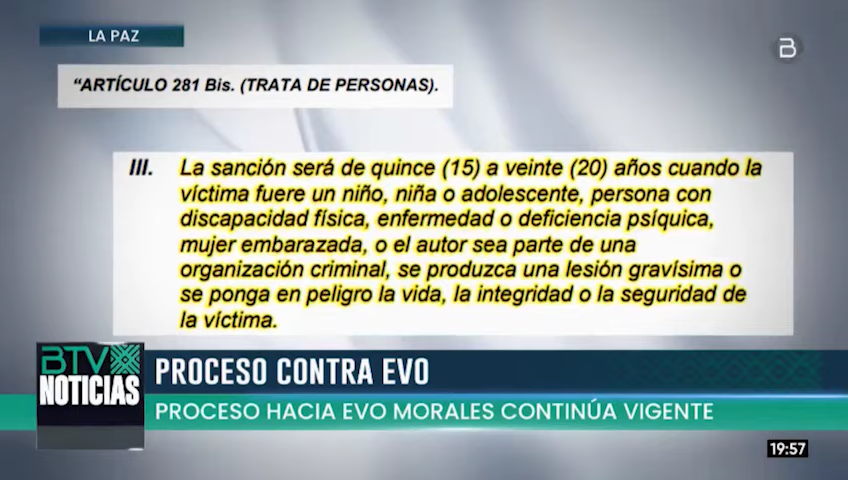 LA PAZ
B
“ARTÍCULO 281 Bis. (TRATA DE PERSONAS).
III. La sanción será de quince (15) a veinte (20) años cuando la
víctima fuere un niño, niña o adolescente, persona con
discapacidad física, enfermedad o deficiencia psíquica,
mujer embarazada, o el autor sea parte de una
organización criminal, se produzca una lesión gravísima o
se ponga en peligro la vida, la integridad o la seguridad de
la víctima.
BTV
NOTICIAS
PROCESO CONTRA EVO
PROCESO HACIA EVO MORALES CONTINÚA VIGENTE
19:57